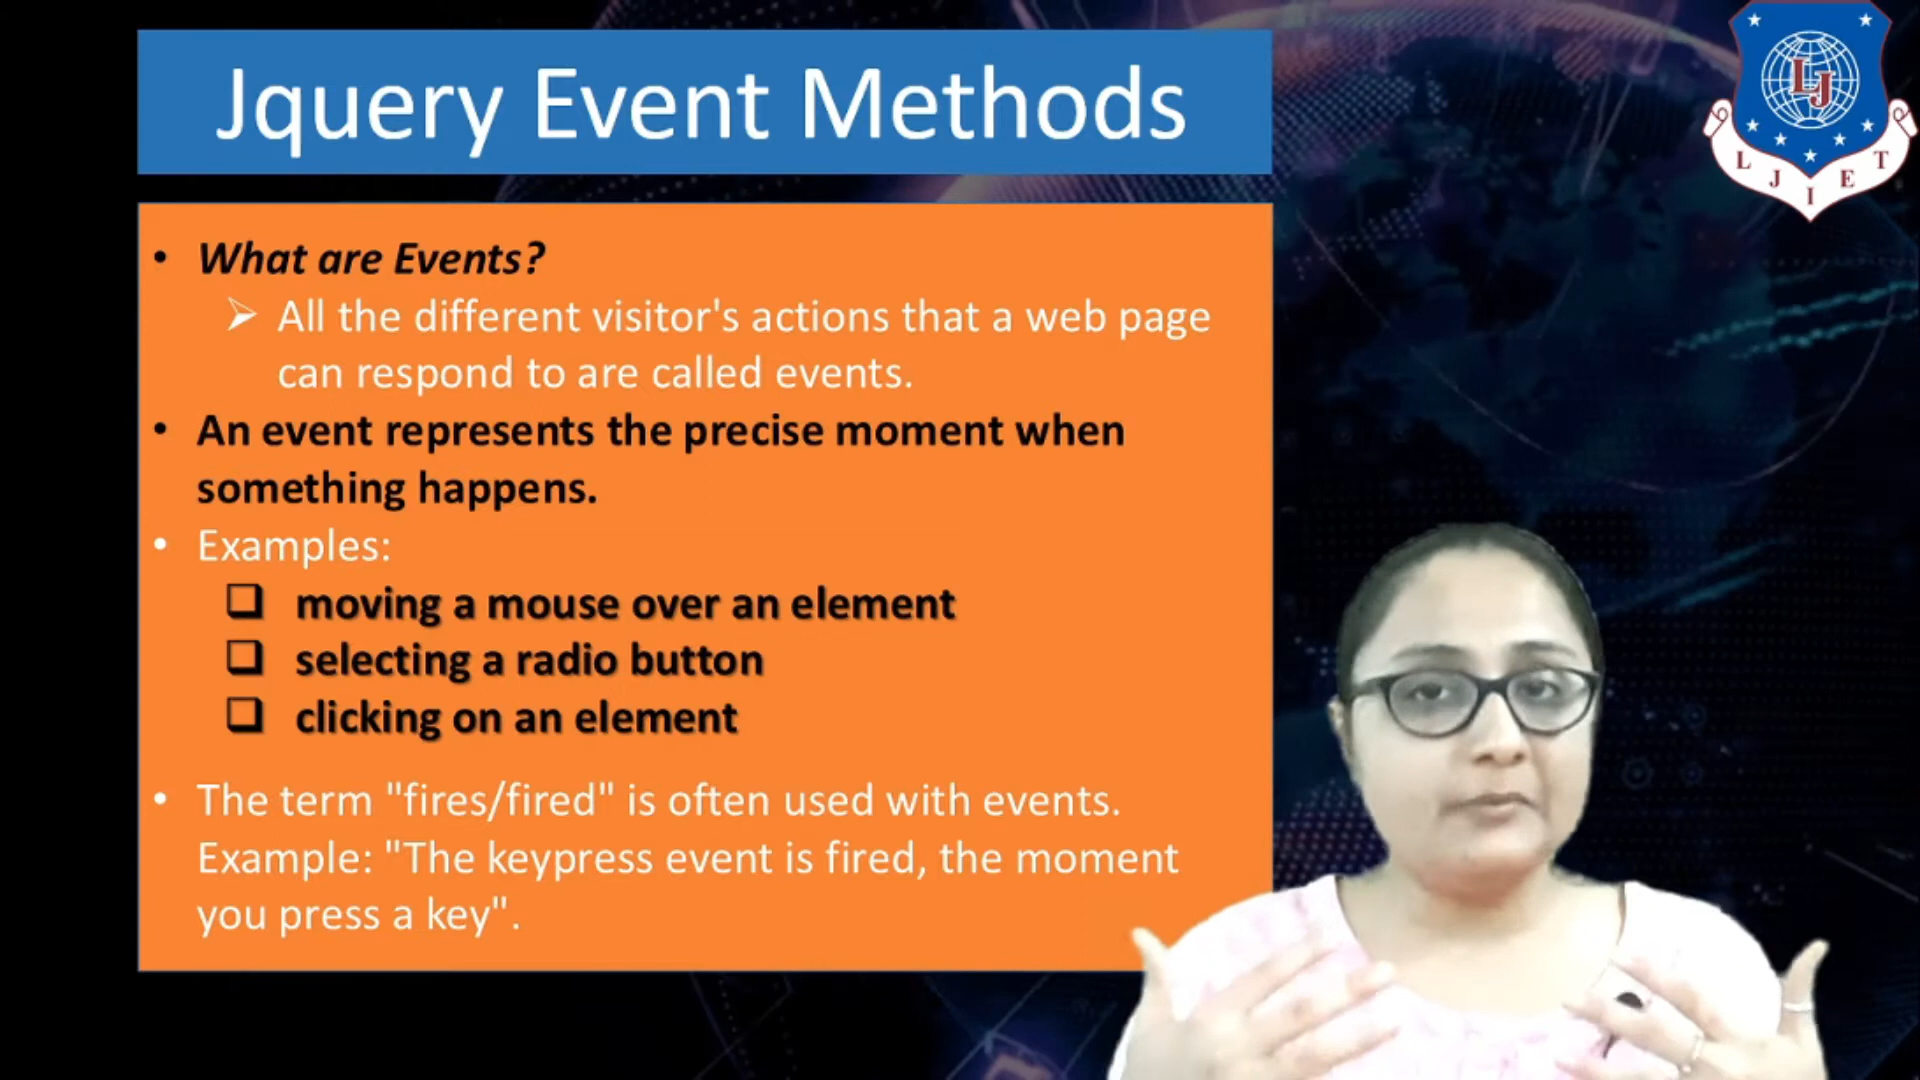 Jquery Event Methods
LJ
L J I E T
• What are Events?
➢ All the different visitor's actions that a web page
can respond to are called events.
• An event represents the precise moment when
something happens.
• Examples:
❑ moving a mouse over an element
❑ selecting a radio button
❑ clicking on an element
• The term "fires/fired" is often used with events.
Example: "The keypress event is fired, the moment
you press a key".